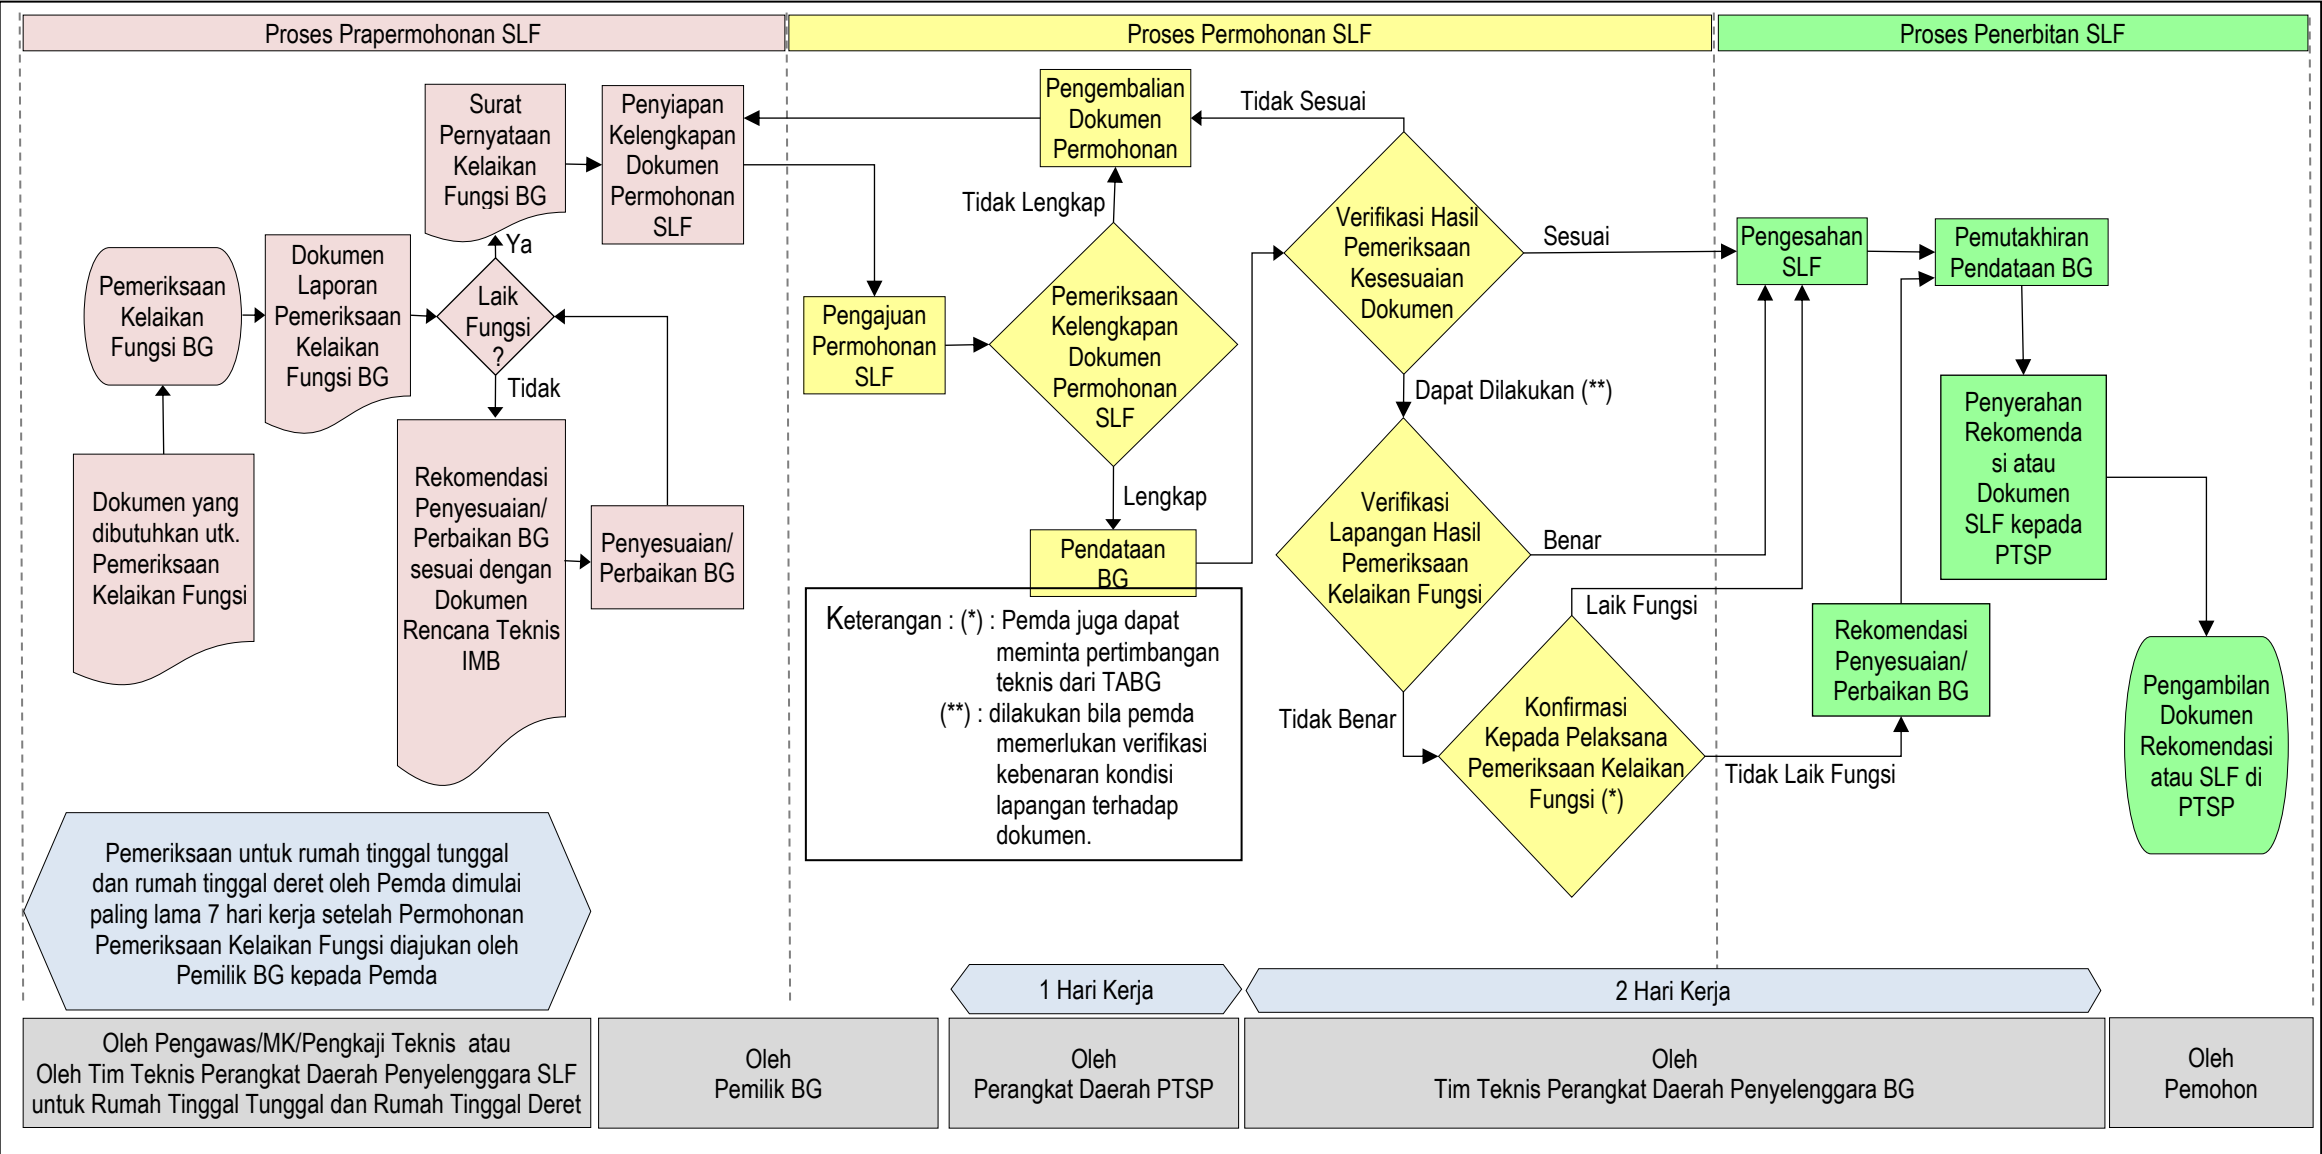 Proses Prapermohonan SLF
Proses Permohonan SLF
Proses Penerbitan SLF
Surat
Pernyataan
Kelaikan
Fungsi BG
Penyiapan
Kelengkapan
Dokumen
Permohonan
SLF
Ya
Pemeriksaan
Kelaikan
Fungsi BG
Dokumen
Laporan
Pemeriksaan
Kelaikan
Fungsi BG
Laik
Fungsi
?
Tidak
Dokumen yang
dibutuhkan utk.
Pemeriksaan
Kelaikan Fungsi
Rekomendasi
Penyesuaian/
Perbaikan BG
sesuai dengan
Dokumen
Rencana Teknis
IMB
Penyesuaian/
Perbaikan BG
Pengembalian
Dokumen
Permohonan
Tidak Sesuai
Tidak Lengkap
Pengajuan
Permohonan
SLF
Pemeriksaan
Kelengkapan
Dokumen
Permohonan
SLF
Lengkap
Pendataan
BG
Verifikasi Hasil
Pemeriksaan
Kesesuaian
Dokumen
Sesuai
Dapat Dilakukan (**)
Verifikasi
Lapangan Hasil
Pemeriksaan
Kelaikan Fungsi
Benar
Tidak Benar
Laik Fungsi
Konfirmasi
Kepada Pelaksana
Pemeriksaan Kelaikan
Fungsi (*)
Tidak Laik Fungsi
Keterangan : (*) : Pemda juga dapat
meminta pertimbangan
teknis dari TABG
(**) : dilakukan bila pemda
memerlukan verifikasi
kebenaran kondisi
lapangan terhadap
dokumen.
Pengesahan
SLF
Pemutakhiran
Pendataan BG
Penyerahan
Rekomenda
si atau
Dokumen
SLF kepada
PTSP
Rekomendasi
Penyesuaian/
Perbaikan BG
Pengambilan
Dokumen
Rekomendasi
atau SLF di
PTSP
Pemeriksaan untuk rumah tinggal tunggal
dan rumah tinggal deret oleh Pemda dimulai
paling lama 7 hari kerja setelah Permohonan
Pemeriksaan Kelaikan Fungsi diajukan oleh
Pemilik BG kepada Pemda
1 Hari Kerja
2 Hari Kerja
Oleh Pengawas/MK/Pengkaji Teknis atau
Oleh Tim Teknis Perangkat Daerah Penyelenggara SLF
untuk Rumah Tinggal Tunggal dan Rumah Tinggal Deret
Oleh
Pemilik BG
Oleh
Perangkat Daerah PTSP
Oleh
Tim Teknis Perangkat Daerah Penyelenggara BG
Oleh
Pemohon